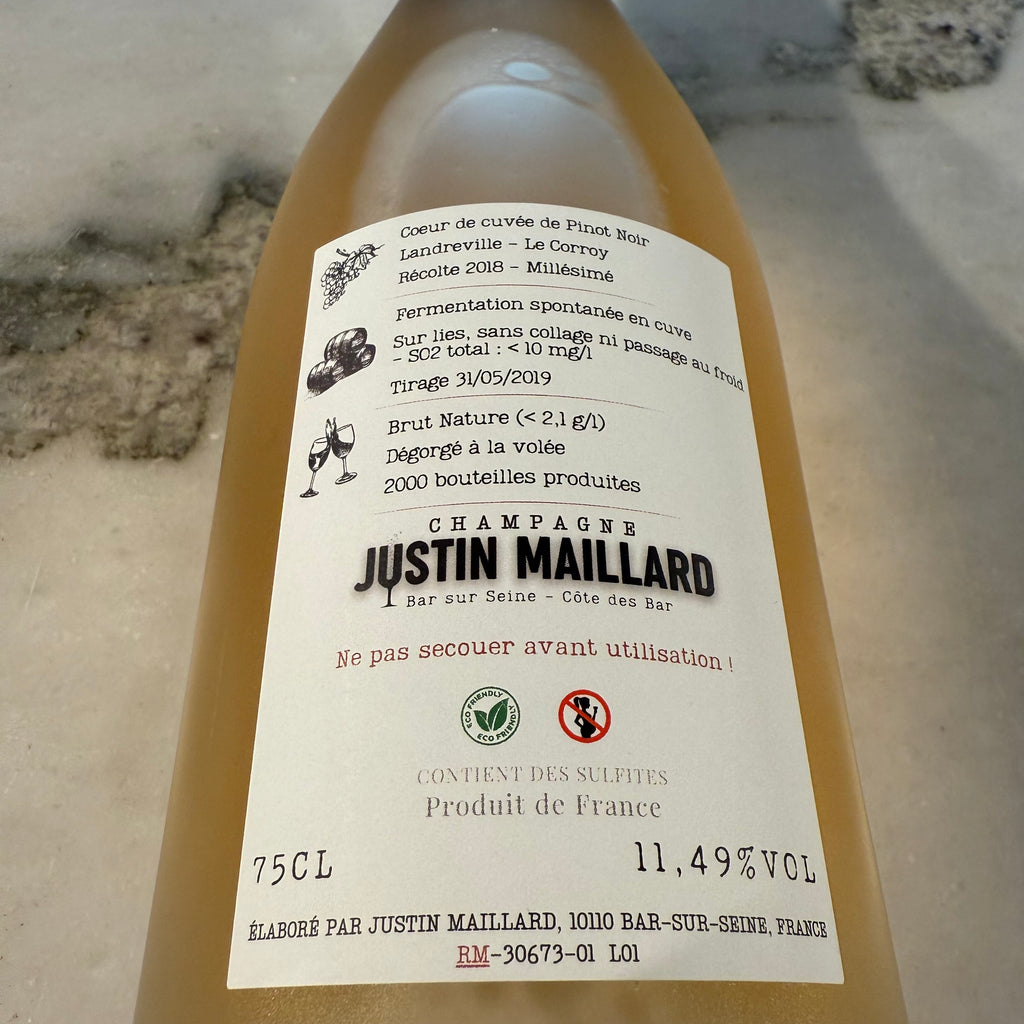 Coeur de cuvée de Pinot Noir
Landreville - Le Corroy
Récolte 2018 - Millésimé
Fermentation spontanée en cuve
Sur lies, sans collage ni passage au froid
- SO2 total : < 10 mg/l
Tirage 31/05/2019
Brut Nature (< 2,1 g/l)
Dégorgé à la volée
2000 bouteilles produites
CHAMPAGNE
JUSTIN MAILLARD
Bar sur Seine - Côte des Bar
Ne pas secouer avant utilisation !
ECO FRIENDLY
ECO FRIENDLY
CONTIENT DES SULFITES
Produit de France
75CL
11,49%VOL
ÉLABORÉ PAR JUSTIN MAILLARD, 10110 BAR-SUR-SEINE, FRANCE
RM-30673-01 L01